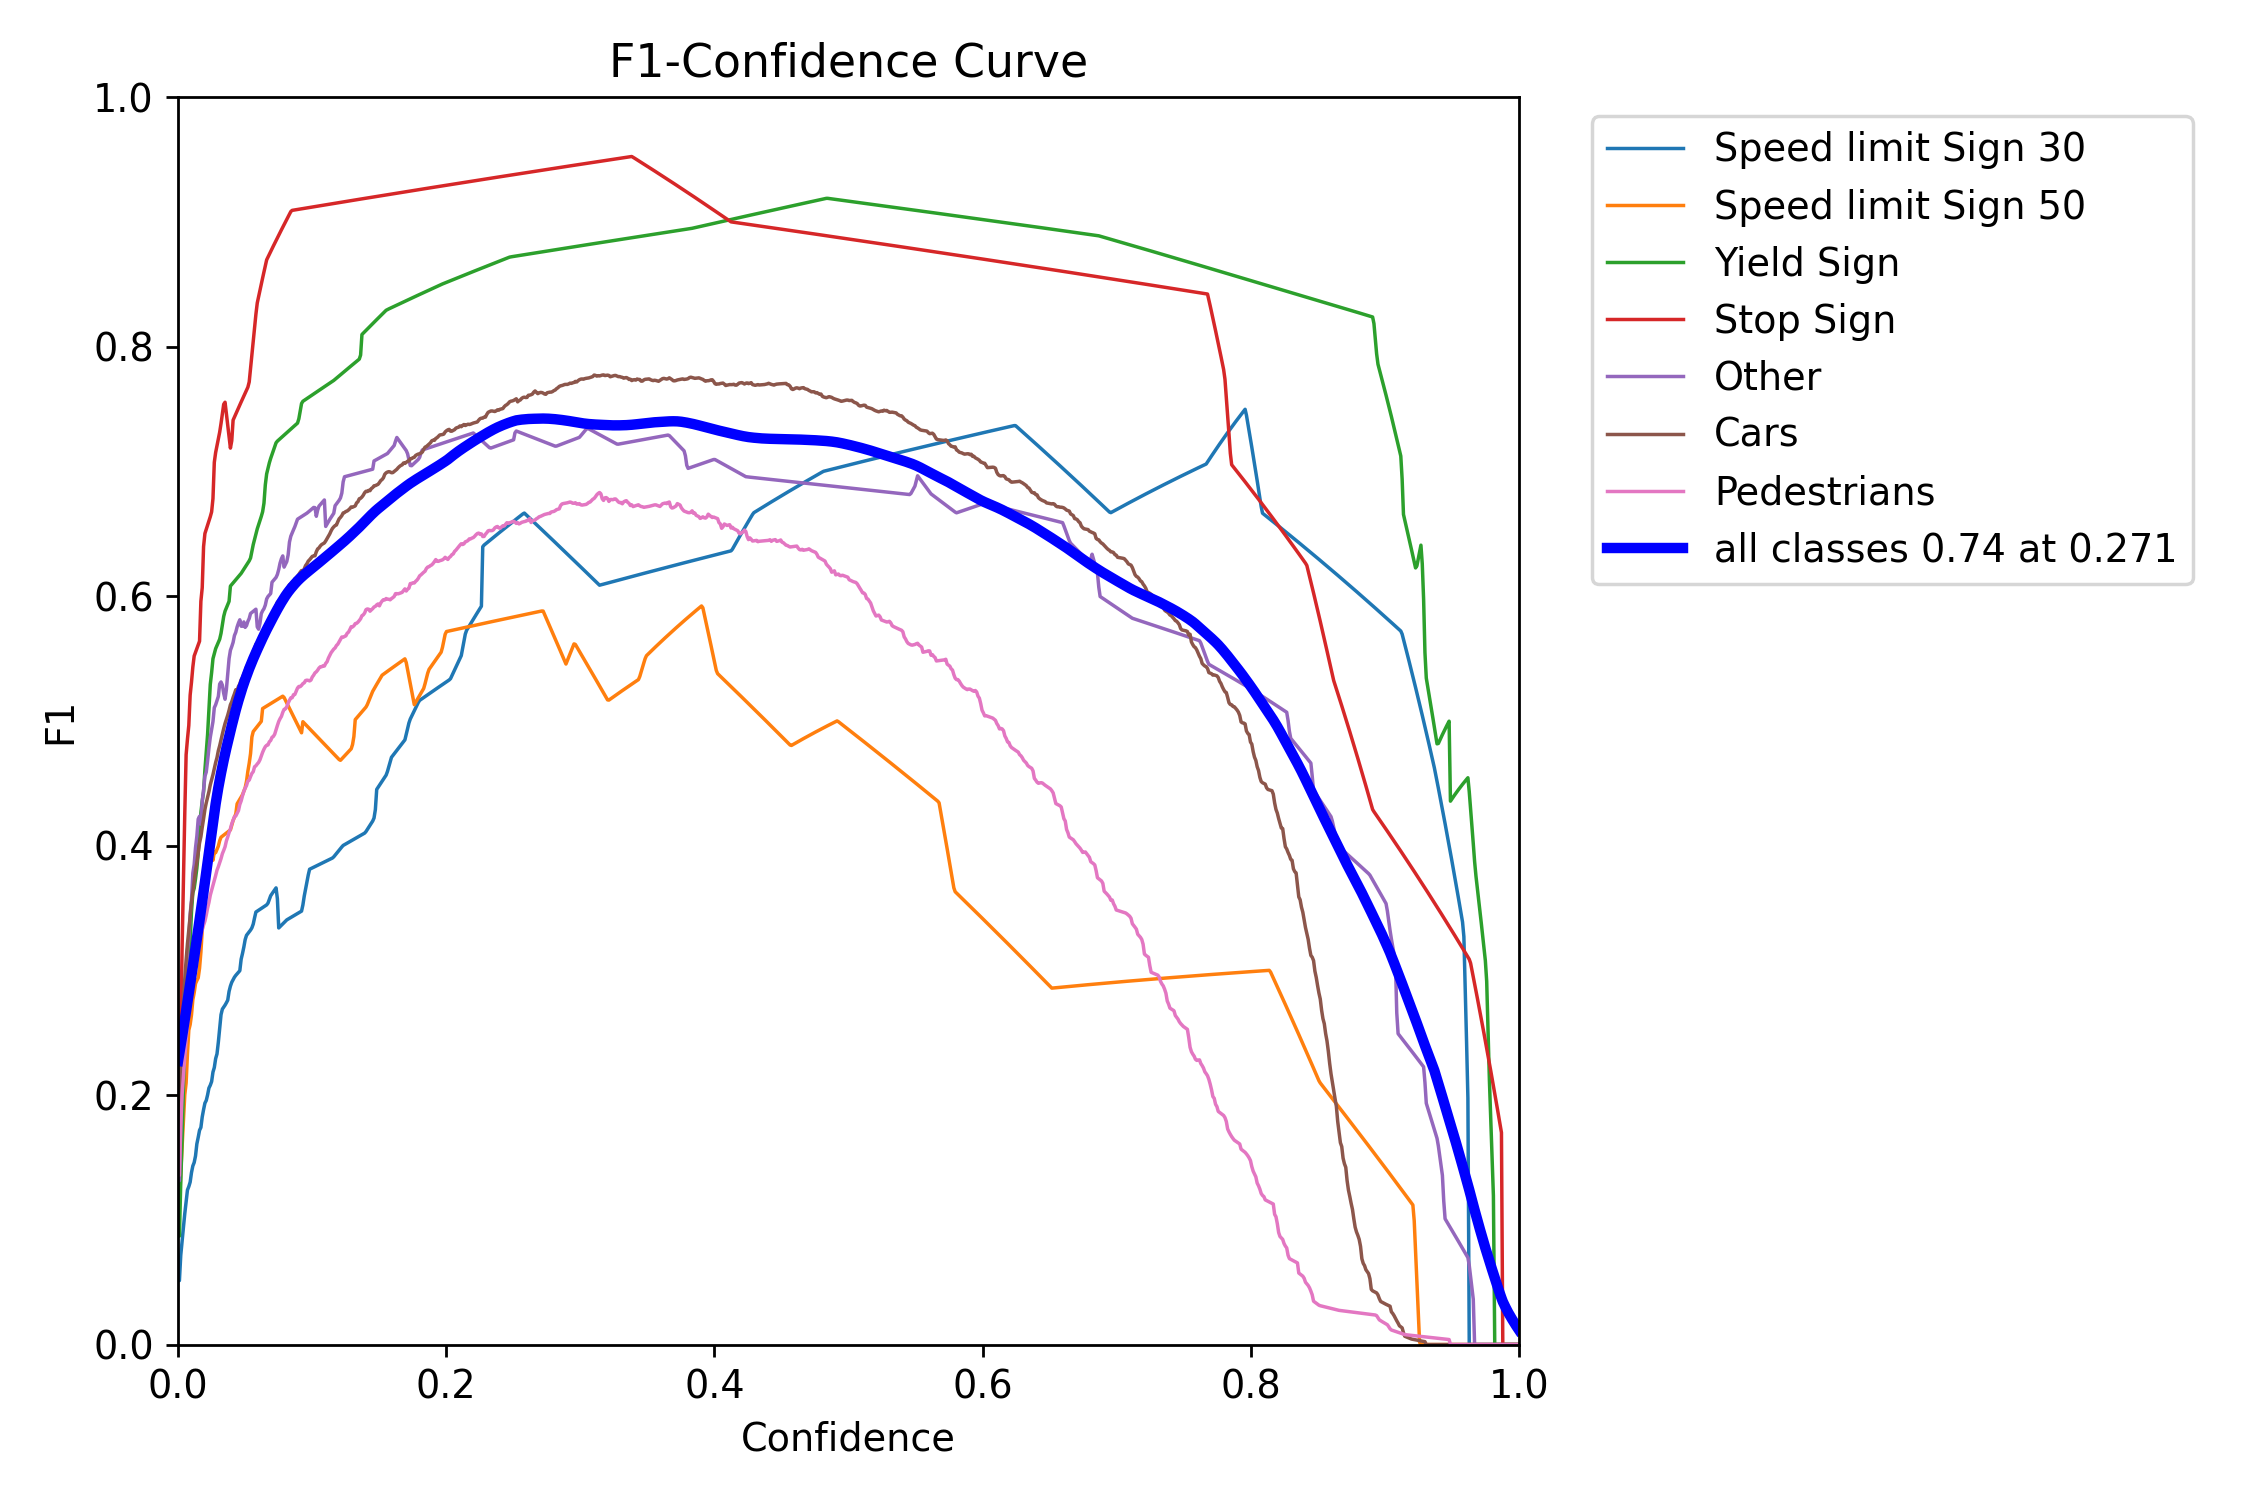 F1-Confidence Curve
1.0
0.8
0.6
0.4
0.2
0.0
F1
0.0 0.2 0.4 0.6 0.8 1.0
Confidence
Speed limit Sign 30
Speed limit Sign 50
Yield Sign
Stop Sign
Other
Cars
Pedestrians
all classes 0.74 at 0.271